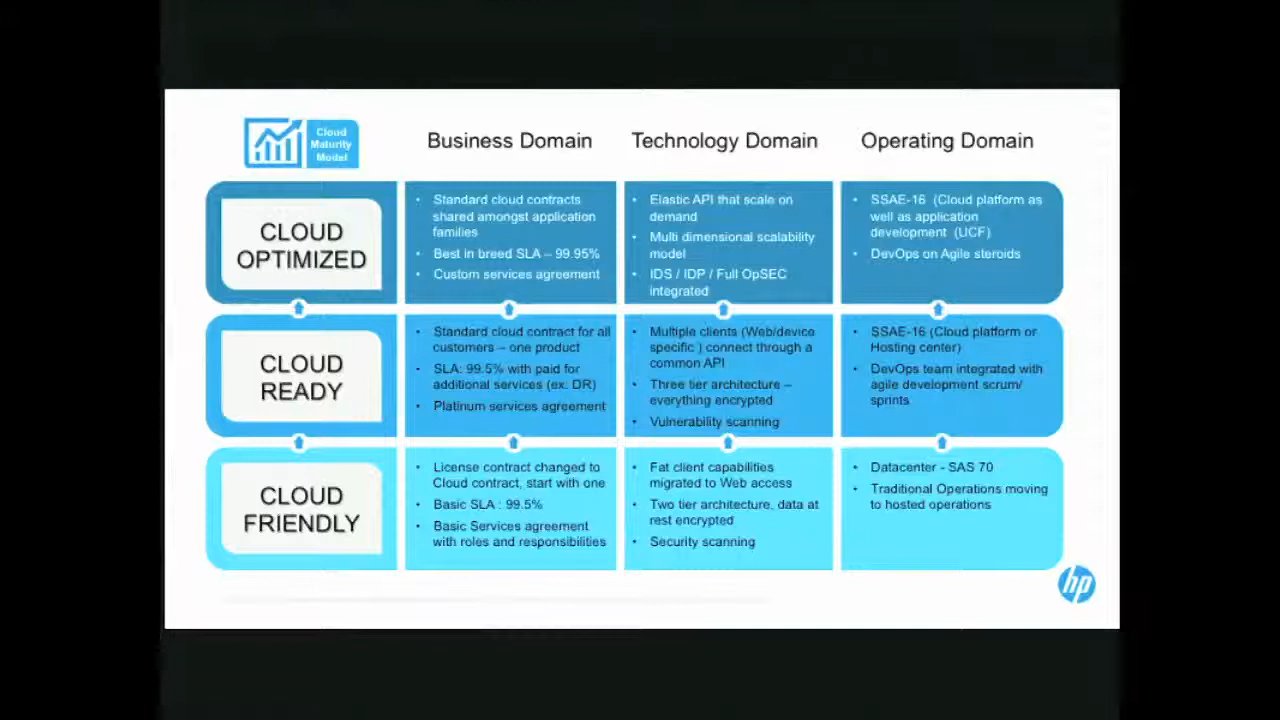 Cloud
Maturity
Model
Business Domain
Technology Domain
Operating Domain
CLOUD
OPTIMIZED
• Standard cloud contracts
shared amongst application
families
• Best in breed SLA – 99.95%
• Custom services agreement
• Elastic API that scale on
demand
• Multi dimensional scalability
model
• IDS / IDP / Full OpSEC
integrated
• SSAE-16 (Cloud platform as
well as application
development (UCF)
• DevOps on Agile steroids
CLOUD
READY
• Standard cloud contract for all
customers – one product
• SLA: 99.5% with paid for
additional services (ex. DR)
• Platinum services agreement
• Multiple clients (Web/device
specific ) connect through a
common API
• Three tier architecture –
everything encrypted
• Vulnerability scanning
• SSAE-16 (Cloud platform or
Hosting center)
• DevOps team integrated with
agile development scrum/
sprints
CLOUD
FRIENDLY
• License contract changed to
Cloud contract, start with one
• Basic SLA : 99.5%
• Basic Services agreement
with roles and responsibilities
• Fat client capabilities
migrated to Web access
• Two tier architecture, data at
rest encrypted
• Security scanning
• Datacenter - SAS 70
• Traditional Operations moving
to hosted operations
hp